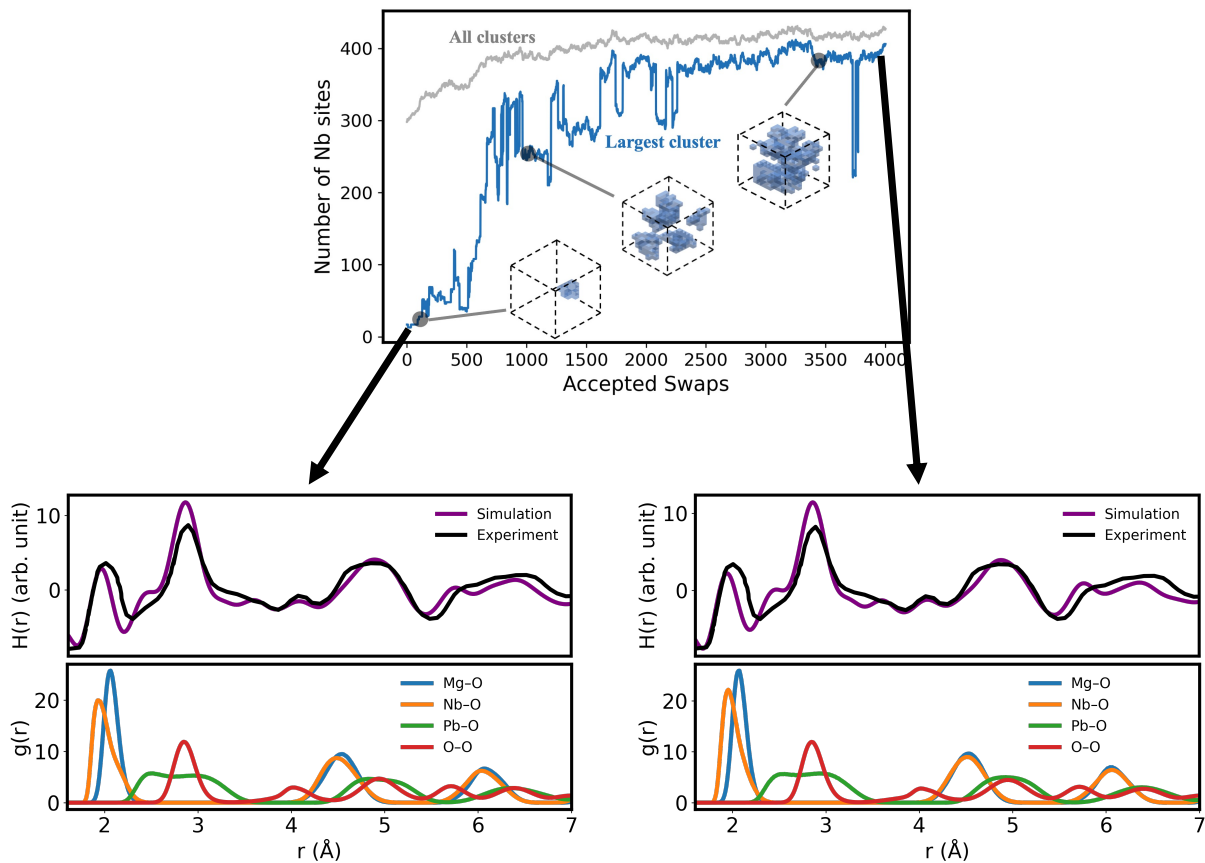 All clusters
Largest cluster
Number of Nb sites
400
300
200
100
0
0 500 1000 1500 2000 2500 3000 3500 4000
Accepted Swaps
H(r) (arb. unit)
10
0
Simulation
Experiment
g(r)
20
10
0
Mg–O
Nb–O
Pb–O
O–O
2 3 4 5 6 7
r (Å)
H(r) (arb. unit)
10
0
Simulation
Experiment
g(r)
20
10
0
Mg–O
Nb–O
Pb–O
O–O
2 3 4 5 6 7
r (Å)